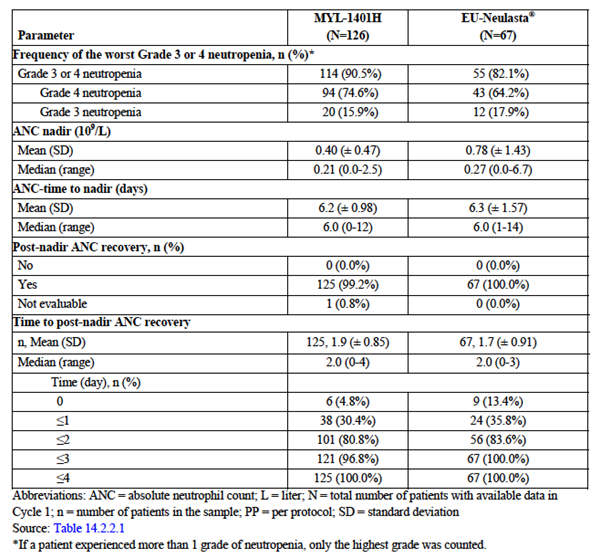 Parameter MYL-1401H (N=126) EU-Neulasta® (N=67)
Frequency of the worst Grade 3 or 4 neutropenia, n (%)*
Grade 3 or 4 neutropenia 114 (90.5%) 55 (82.1%)
Grade 4 neutropenia 94 (74.6%) 43 (64.2%)
Grade 3 neutropenia 20 (15.9%) 12 (17.9%)
ANC nadir (10⁹/L)
Mean (SD) 0.40 (± 0.47) 0.78 (± 1.43)
Median (range) 0.21 (0.0-2.5) 0.27 (0.0-6.7)
ANC-time to nadir (days)
Mean (SD) 6.2 (± 0.98) 6.3 (± 1.57)
Median (range) 6.0 (0-12) 6.0 (1-14)
Post-nadir ANC recovery, n (%)
No 0 (0.0%) 0 (0.0%)
Yes 125 (99.2%) 67 (100.0%)
Not evaluable 1 (0.8%) 0 (0.0%)
Time to post-nadir ANC recovery
n, Mean (SD) 125, 1.9 (± 0.85) 67, 1.7 (± 0.91)
Median (range) 2.0 (0-4) 2.0 (0-3)
Time (day), n (%)
0 6 (4.8%) 9 (13.4%)
≤1 38 (30.4%) 24 (35.8%)
≤2 101 (80.8%) 56 (83.6%)
≤3 121 (96.8%) 67 (100.0%)
≤4 125 (100.0%) 67 (100.0%)
Abbreviations: ANC = absolute neutrophil count; L = liter; N = total number of patients with available data in
Cycle 1; n = number of patients in the sample; PP = per protocol; SD = standard deviation
Source: Table 14.2.2.1
*If a patient experienced more than 1 grade of neutropenia, only the highest grade was counted.